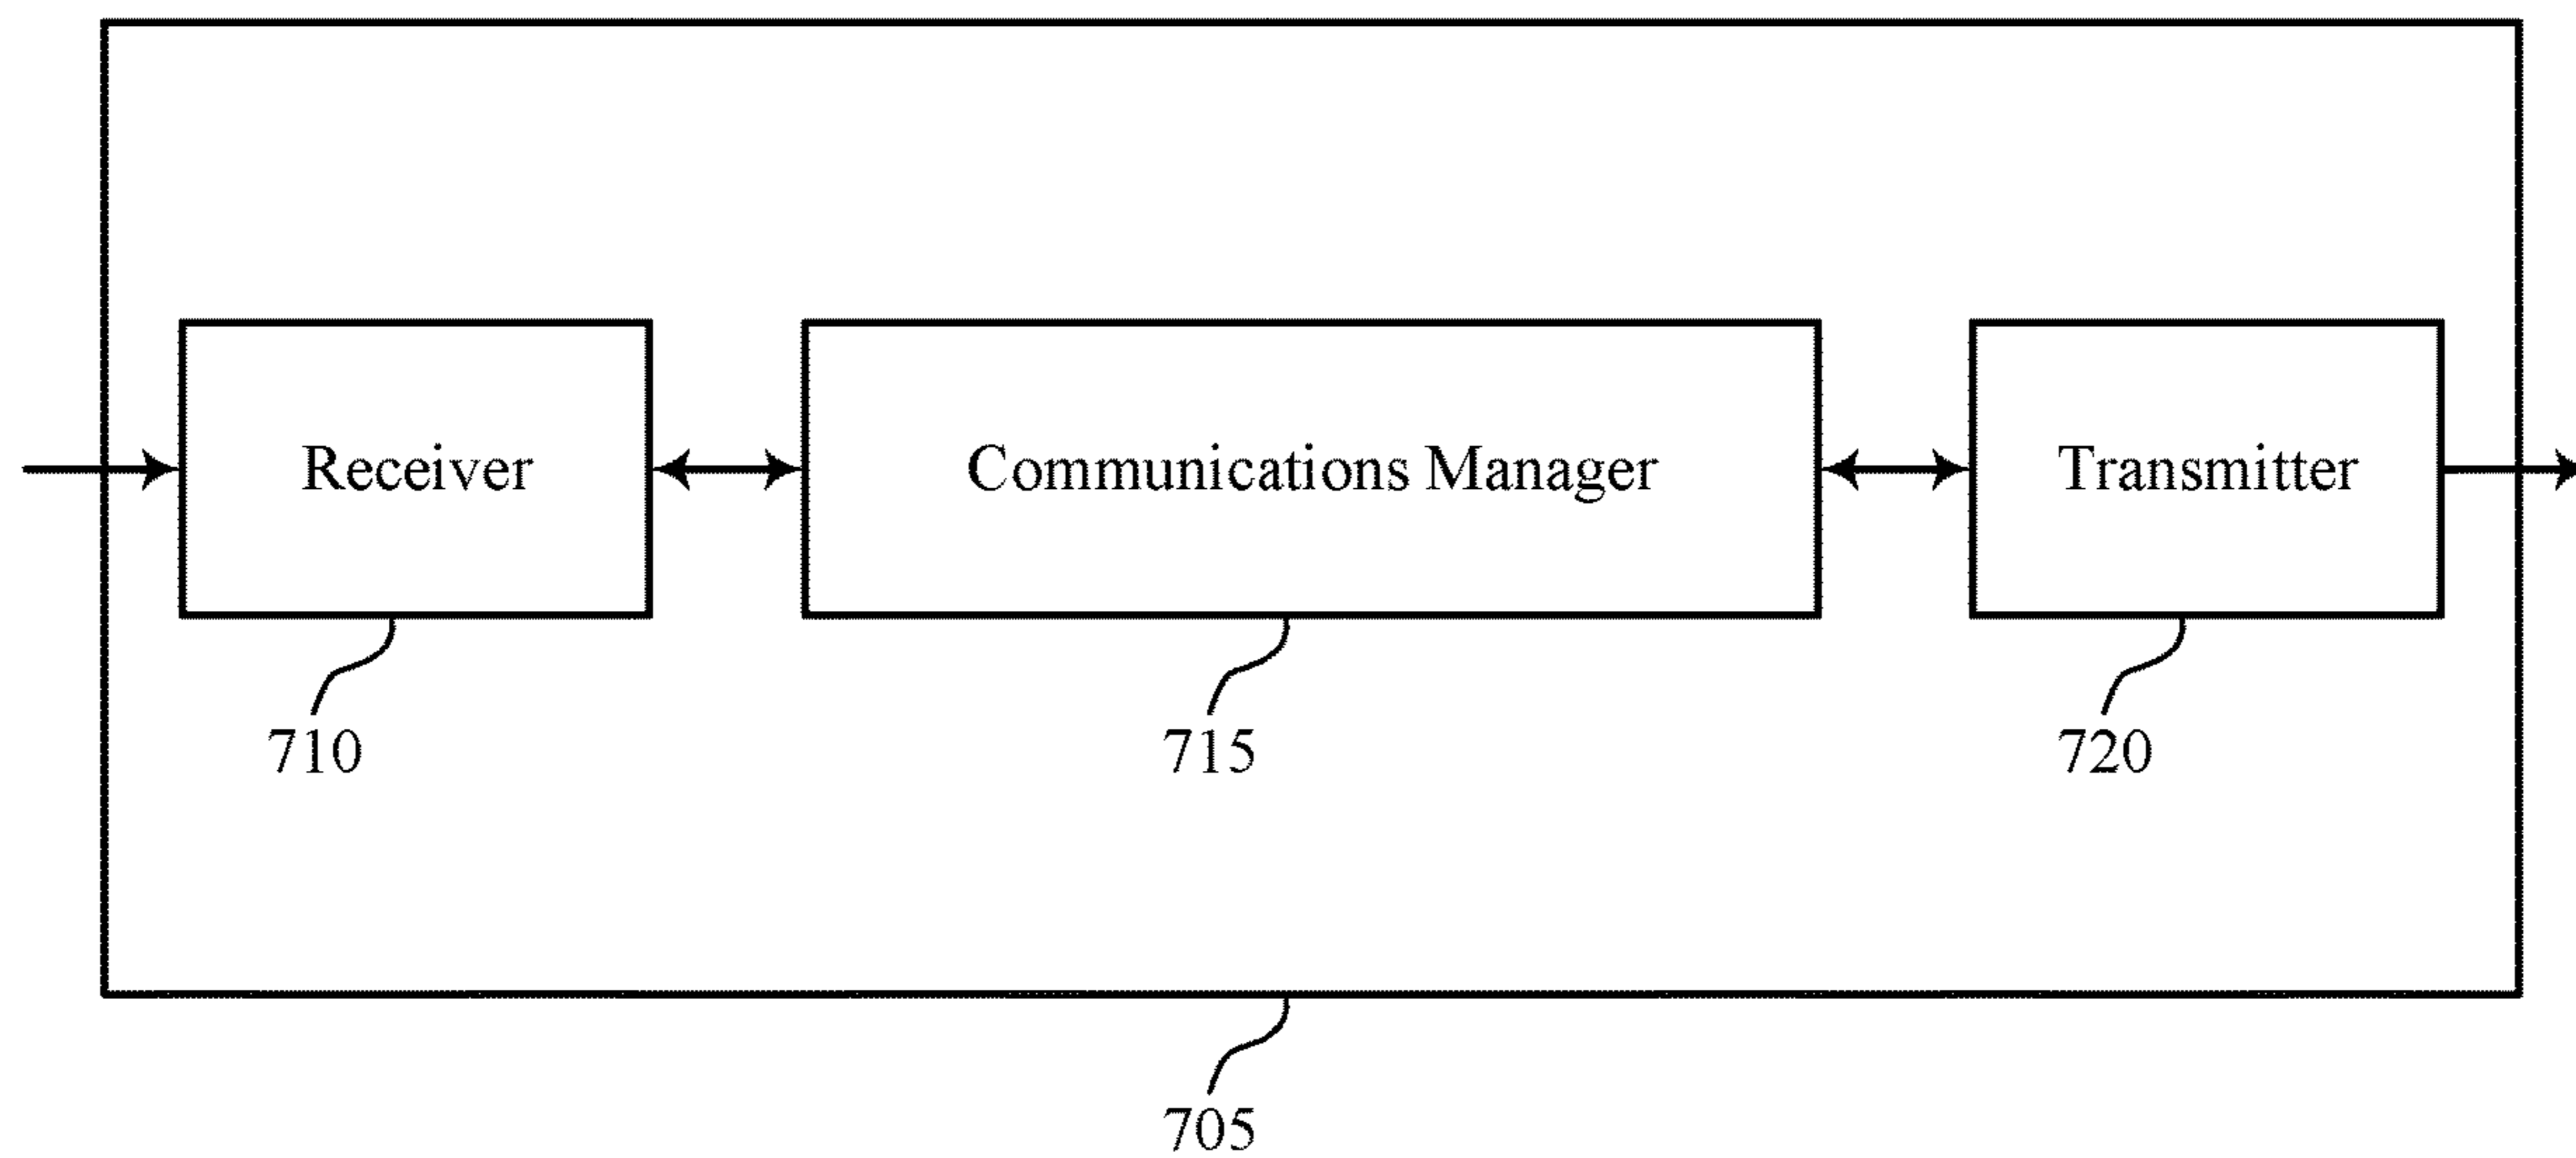 Receiver
Communications Manager
Transmitter
710
715
720
705